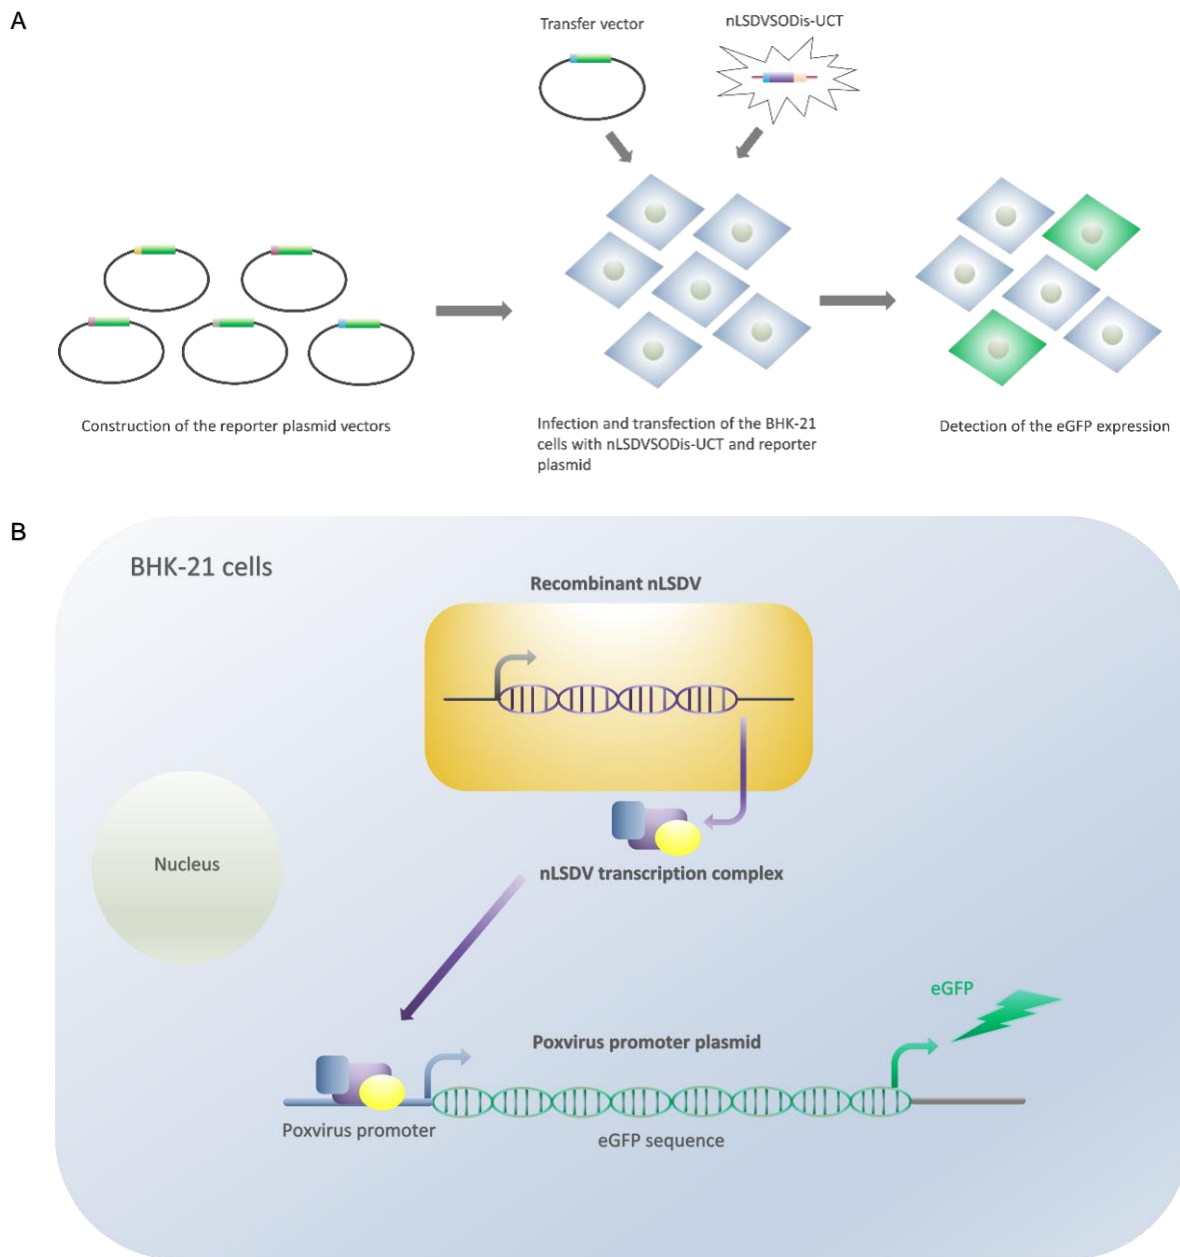 A
Transfer vector
nLSDVSODis-UCT
Construction of the reporter plasmid vectors
Infection and transfection of the BHK-21
cells with nLSDVSODis-UCT and reporter
plasmid
Detection of the eGFP expression
B
BHK-21 cells
Recombinant nLSDV
Nucleus
nLSDV transcription complex
eGFP
Poxvirus promoter plasmid
Poxvirus promoter
eGFP sequence